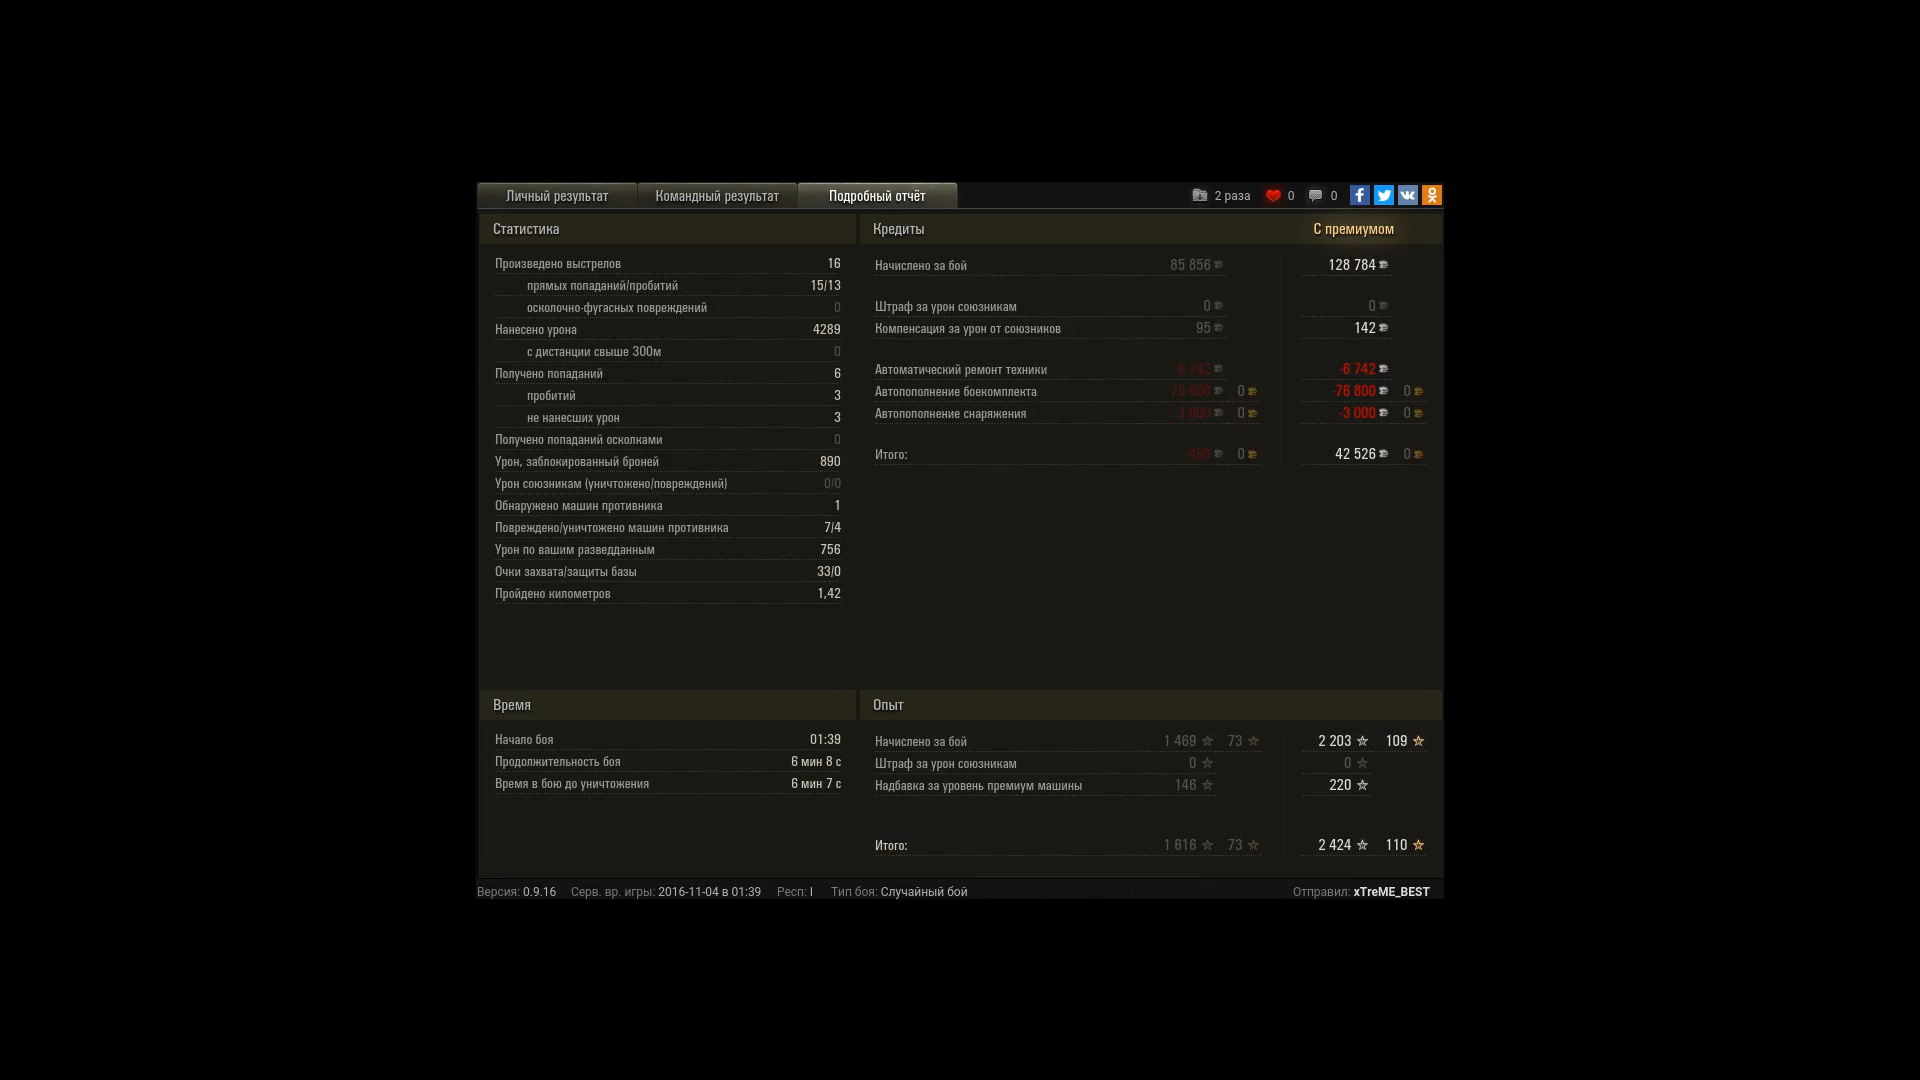 Личный результат Командный результат Подробный отчёт 2 раза 0 0
Статистика
Произведено выстрелов 16
прямых попаданий/пробитий 15/13
осколочно-фугасных повреждений 0
Нанесено урона 4289
с дистанции свыше 300м 0
Получено попаданий 6
пробитий 3
не нанесших урон 3
Получено попаданий осколками 0
Урон, заблокированный броней 890
Урон союзникам (уничтожено/повреждений) 0/0
Обнаружено машин противника 1
Повреждено/уничтожено машин противника 7/4
Урон по вашим разведданным 756
Очки захвата/защиты базы 33/0
Пройдено километров 1,42
Кредиты С премиумом
Начислено за бой 85 856 128 784
Штраф за урон союзникам 0 0
Компенсация за урон от союзников 95 142
Автоматический ремонт техники -6 742 -6 742
Автопополнение боекомплекта -76 800 0 -76 800 0
Автопополнение снаряжения -3 000 0 -3 000 0
Итого: 0 42 526 0
Время
Начало боя 01:39
Продолжительность боя 6 мин 8 с
Время в бою до уничтожения 6 мин 7 с
Опыт
Начислено за бой 1 469 73 2 203 109
Штраф за урон союзникам 0 0
Надбавка за уровень премиум машины 146 220
Итого: 1 616 73 2 424 110
Версия: 0.9.16 Серв. вр. игры: 2016-11-04 в 01:39 Респ: I Тип боя: Случайный бой Отправил: xTreME_BEST